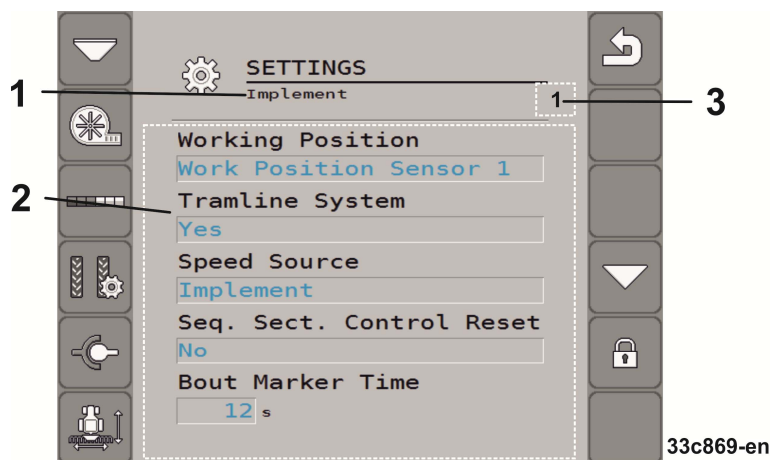 SETTINGS
1
Implement
1
3
Working Position
Work Position Sensor 1
2
Tramline System
Yes
Speed Source
Implement
Seq. Sect. Control Reset
No
Bout Marker Time
12 s
33c869-en